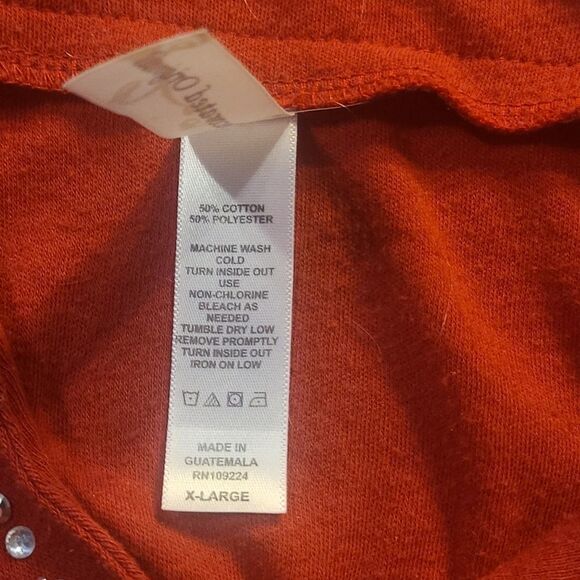 50% COTTON
50% POLYESTER
MACHINE WASH
COLD
TURN INSIDE OUT
USE
NON-CHLORINE
BLEACH AS
NEEDED
TUMBLE DRY LOW
REMOVE PROMPTLY
TURN INSIDE OUT
IRON ON LOW
MADE IN
GUATEMALA
RN109224
X-LARGE